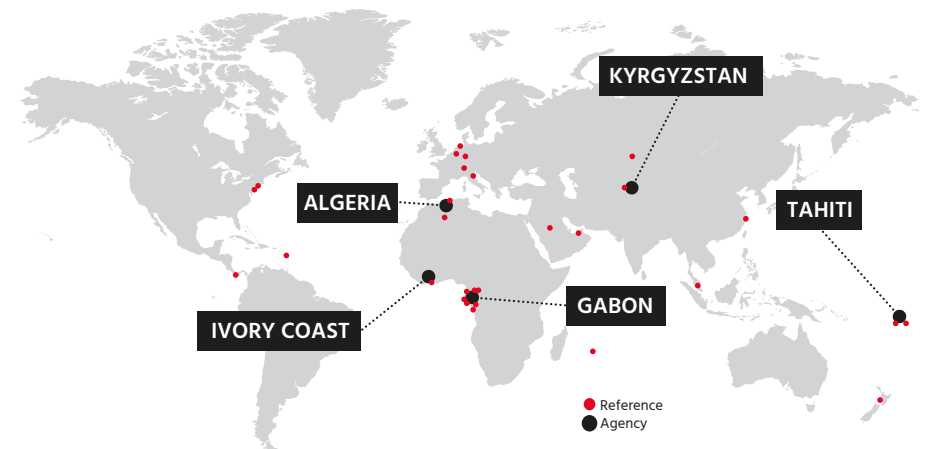 KYRGYZSTAN
ALGERIA
TAHITI
GABON
IVORY COAST
Reference
Agency